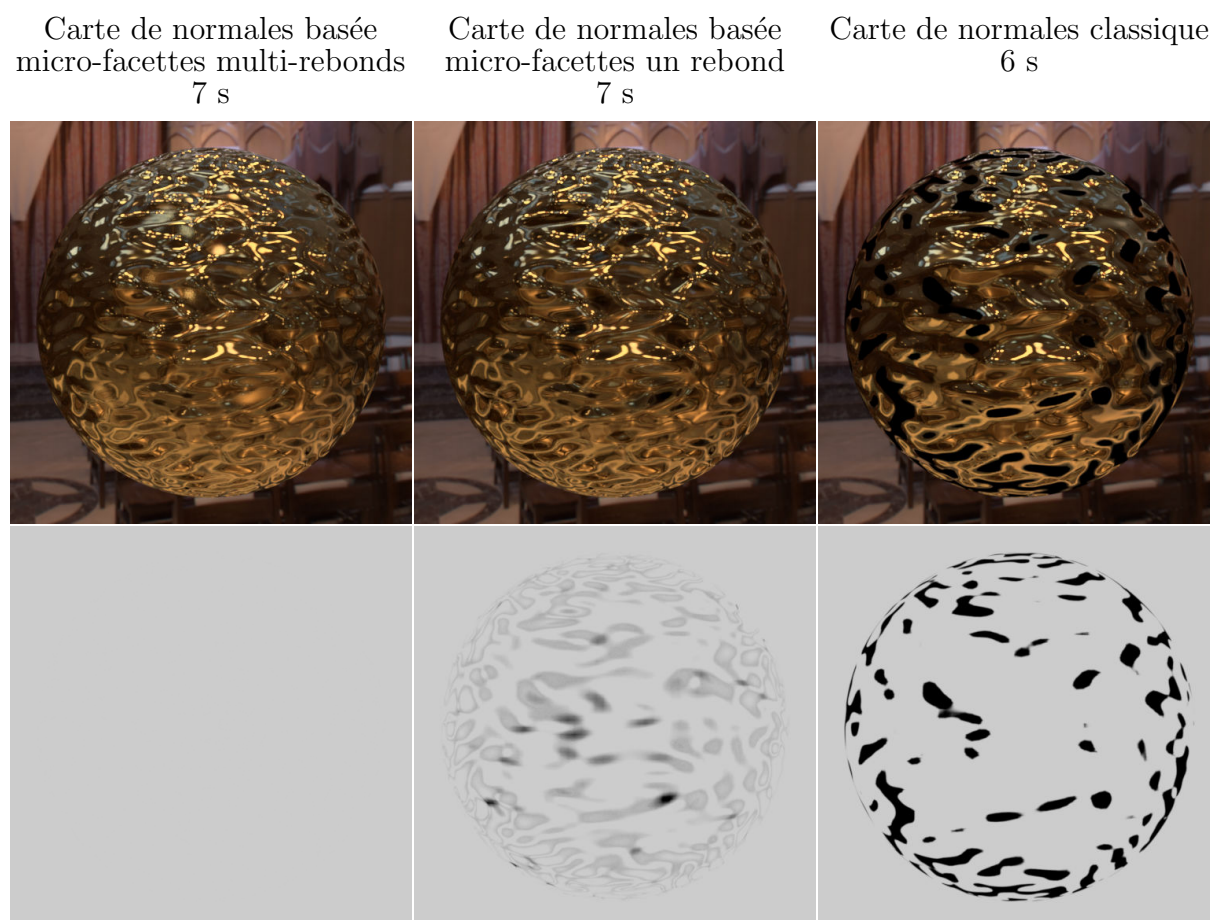 Carte de normales basée
micro-facettes multi-rebonds
7 s
Carte de normales basée
micro-facettes un rebond
7 s
Carte de normales classique
6 s